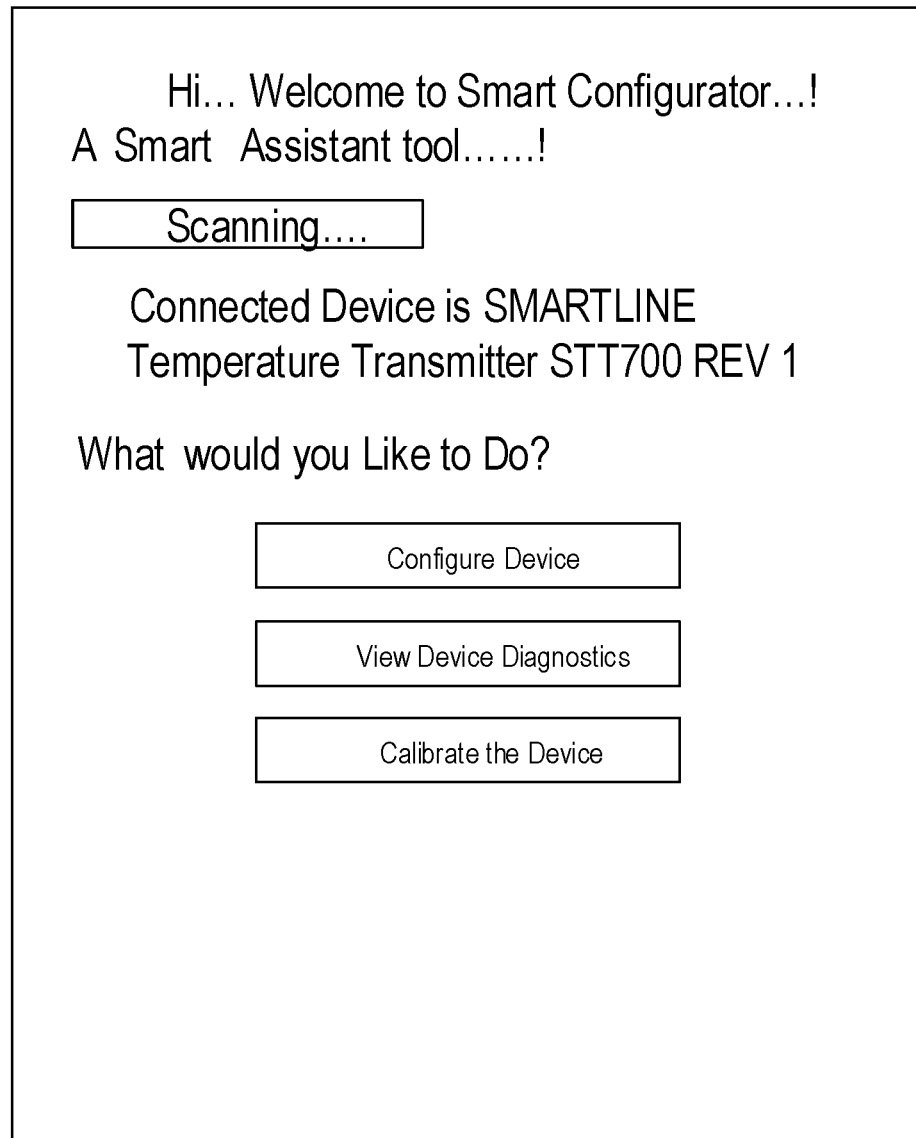 Hi... Welcome to Smart Configurator...!
A Smart Assistant tool......!
Scanning....
Connected Device is SMARTLINE
Temperature Transmitter STT700 REV 1
What would you Like to Do?
Configure Device
View Device Diagnostics
Calibrate the Device